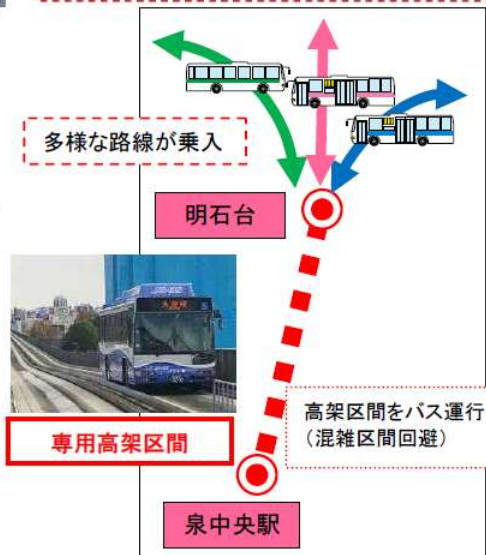 多様な路線が乗入
明石台
専用高架区間
高架区間をバス運行
（混雑区間回避）
泉中央駅